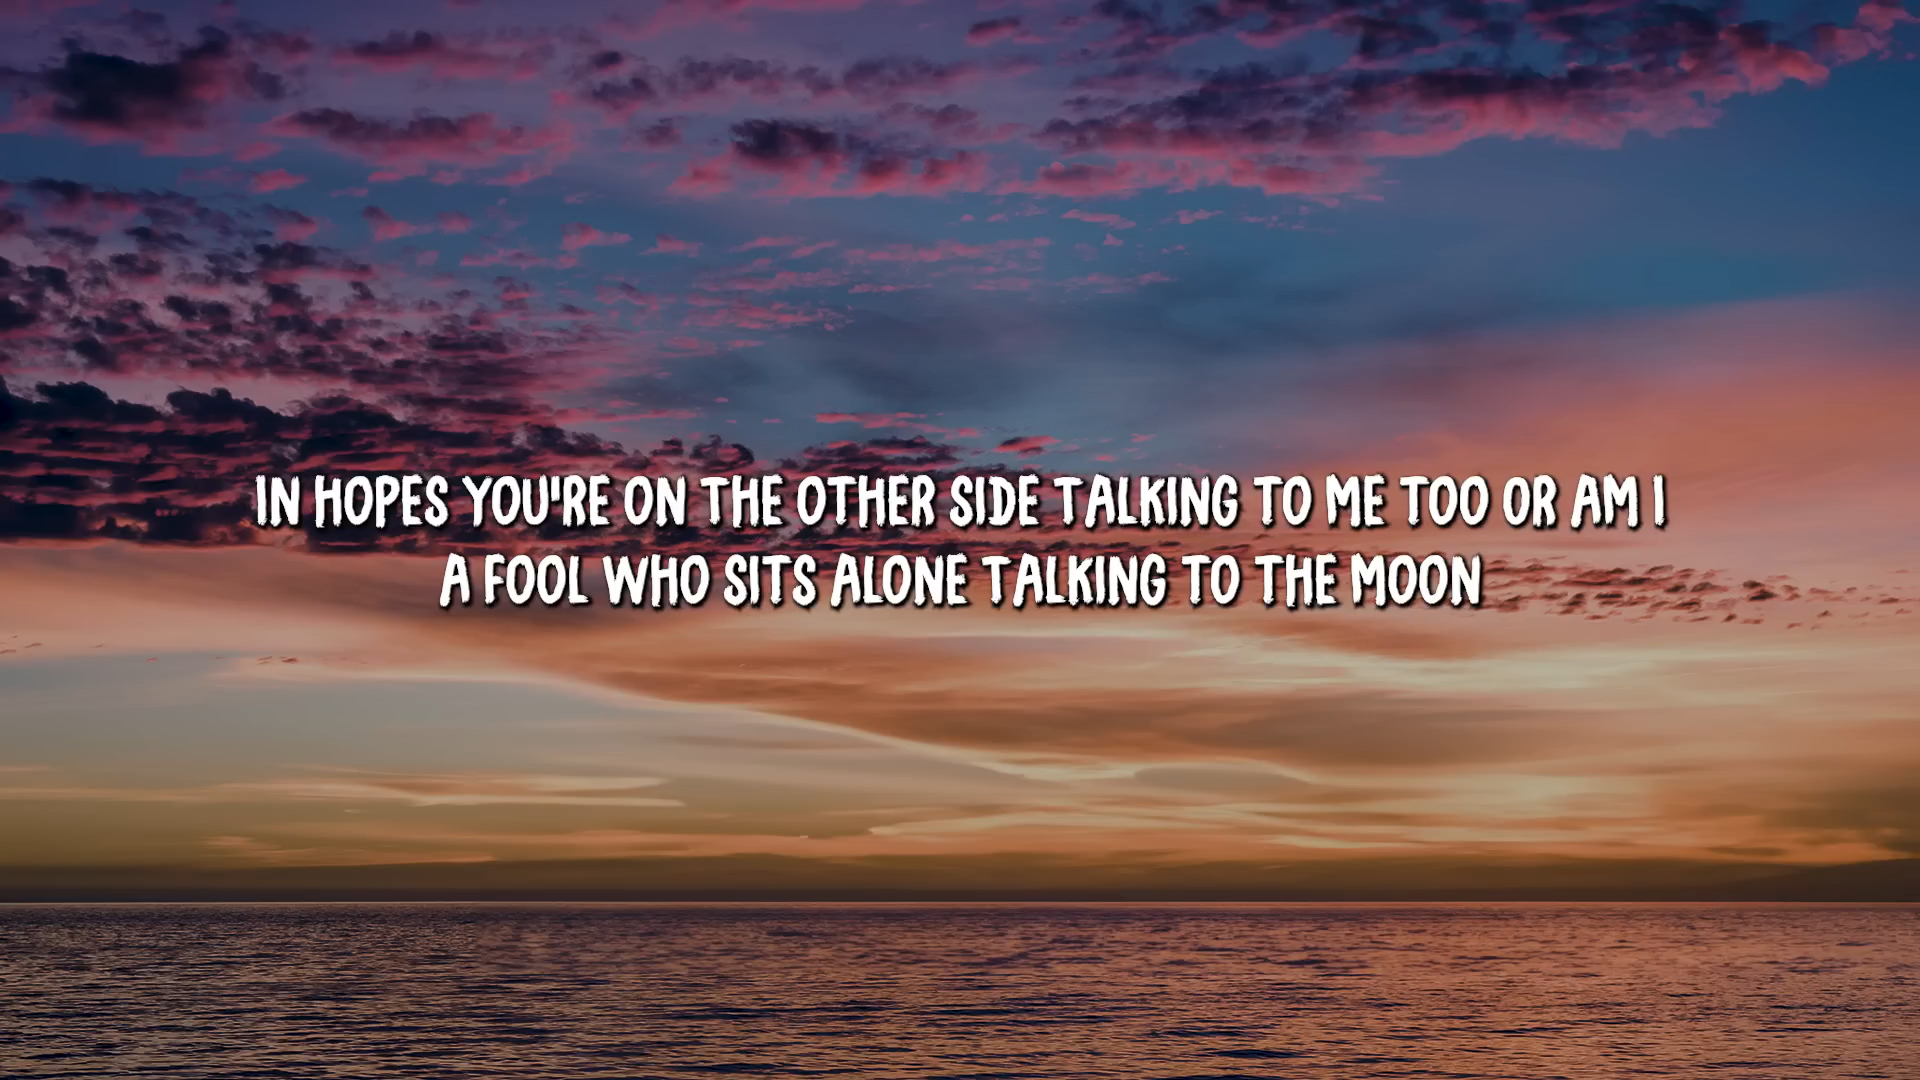 IN HOPES YOU'RE ON THE OTHER SIDE TALKING TO ME TOO OR AM I
A FOOL WHO SITS ALONE TALKING TO THE MOON